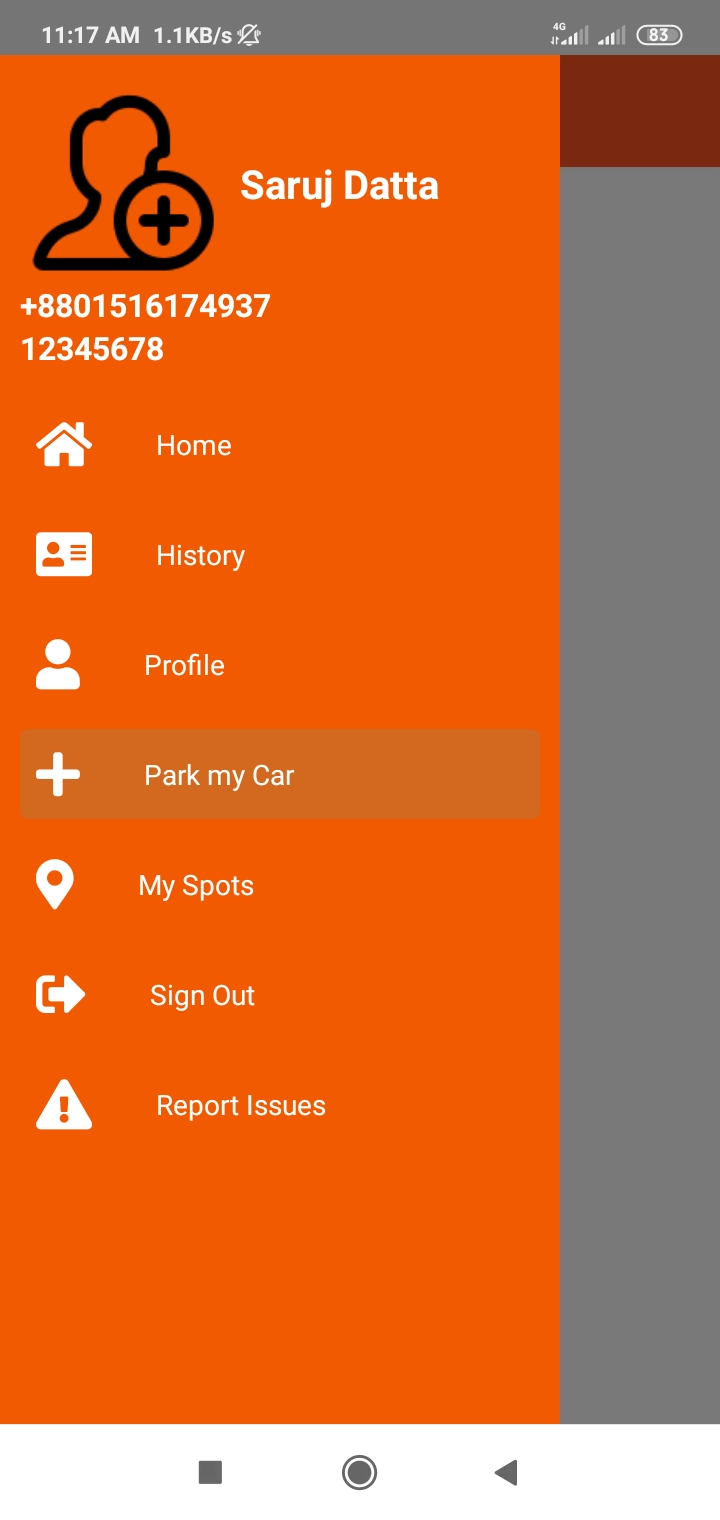 11:17 AM 1.1KB/s 4G 83
Saruj Datta
+8801516174937
12345678
Home
History
Profile
Park my Car
My Spots
Sign Out
Report Issues